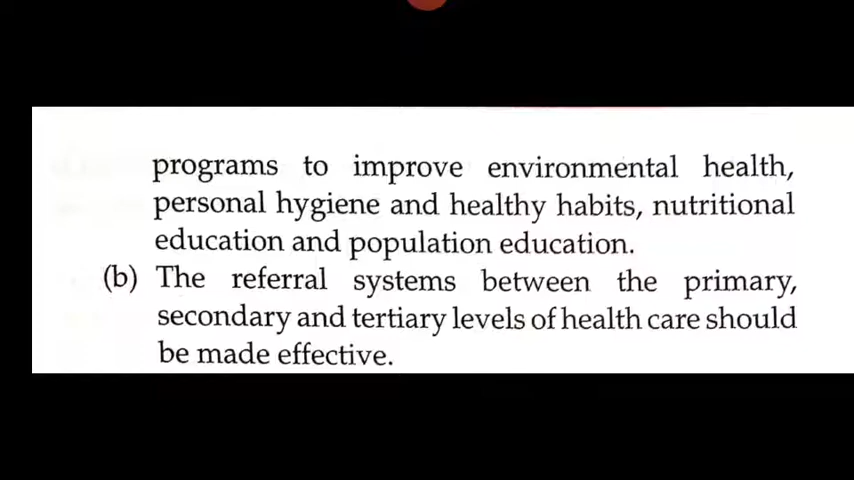 programs to improve environmental health,
personal hygiene and healthy habits, nutritional
education and population education.
(b) The referral systems between the primary,
secondary and tertiary levels of health care should
be made effective.